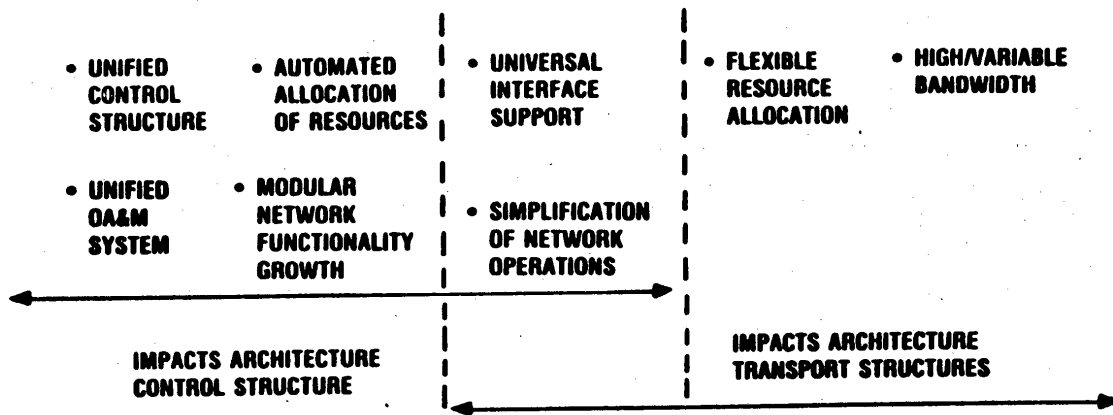 • UNIFIED
CONTROL
STRUCTURE
• AUTOMATED
ALLOCATION
OF RESOURCES
• UNIVERSAL
INTERFACE
SUPPORT
• FLEXIBLE
RESOURCE
ALLOCATION
• HIGH/VARIABLE
BANDWIDTH
• UNIFIED
OA&M
SYSTEM
• MODULAR
NETWORK
FUNCTIONALITY
GROWTH
• SIMPLIFICATION
OF NETWORK
OPERATIONS
IMPACTS ARCHITECTURE
CONTROL STRUCTURE
IMPACTS ARCHITECTURE
TRANSPORT STRUCTURES